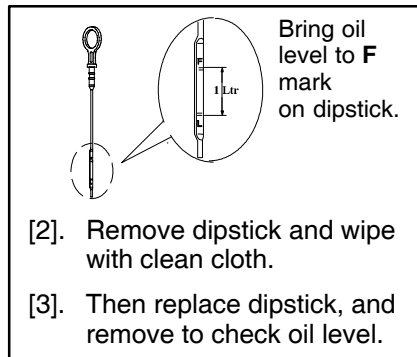 Bring oil
level to F
mark
on dipstick.
F
1 Ltr
L
[2]. Remove dipstick and wipe
with clean cloth.
[3]. Then replace dipstick, and
remove to check oil level.